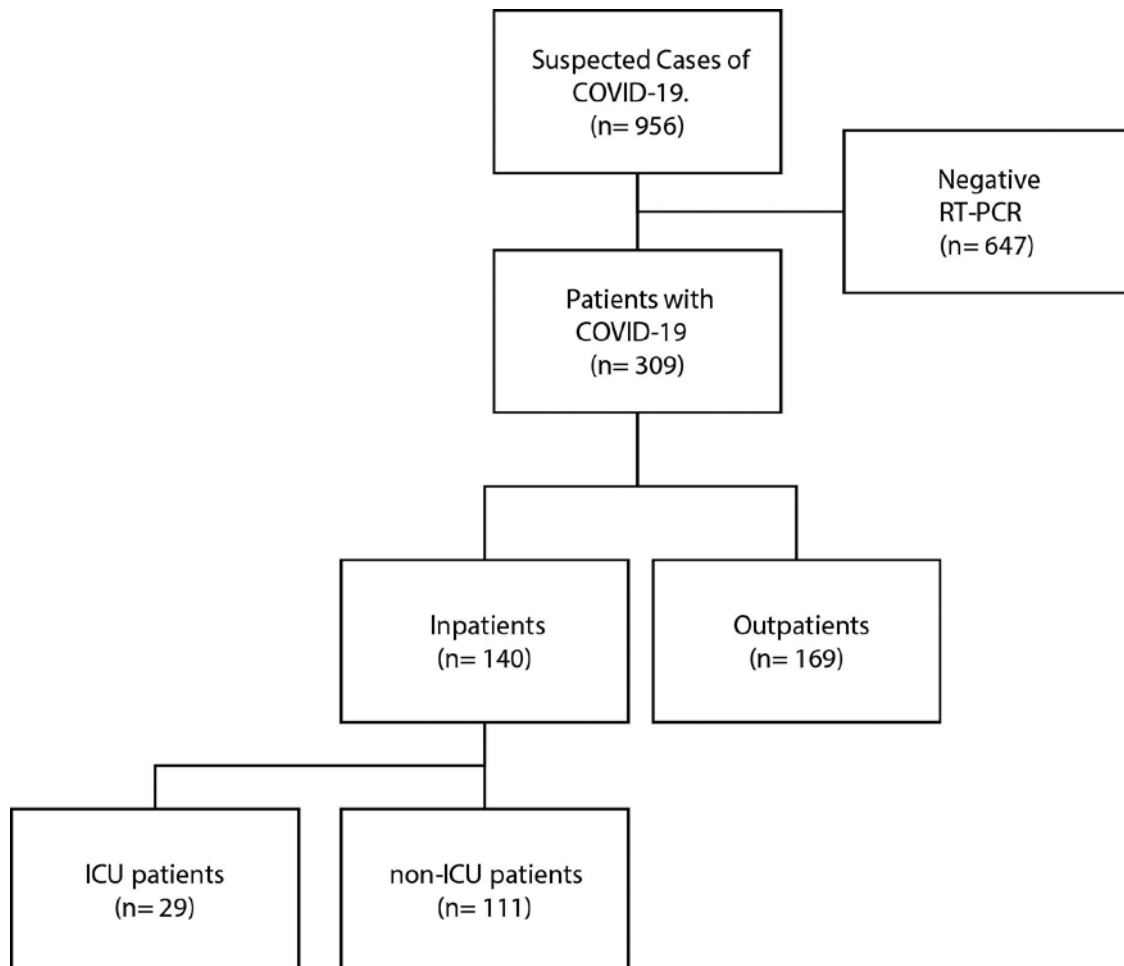 Suspected Cases of
COVID-19.
(n= 956)
Negative
RT-PCR
(n= 647)
Patients with
COVID-19
(n= 309)
Inpatients
(n= 140)
Outpatients
(n= 169)
ICU patients
(n= 29)
non-ICU patients
(n= 111)